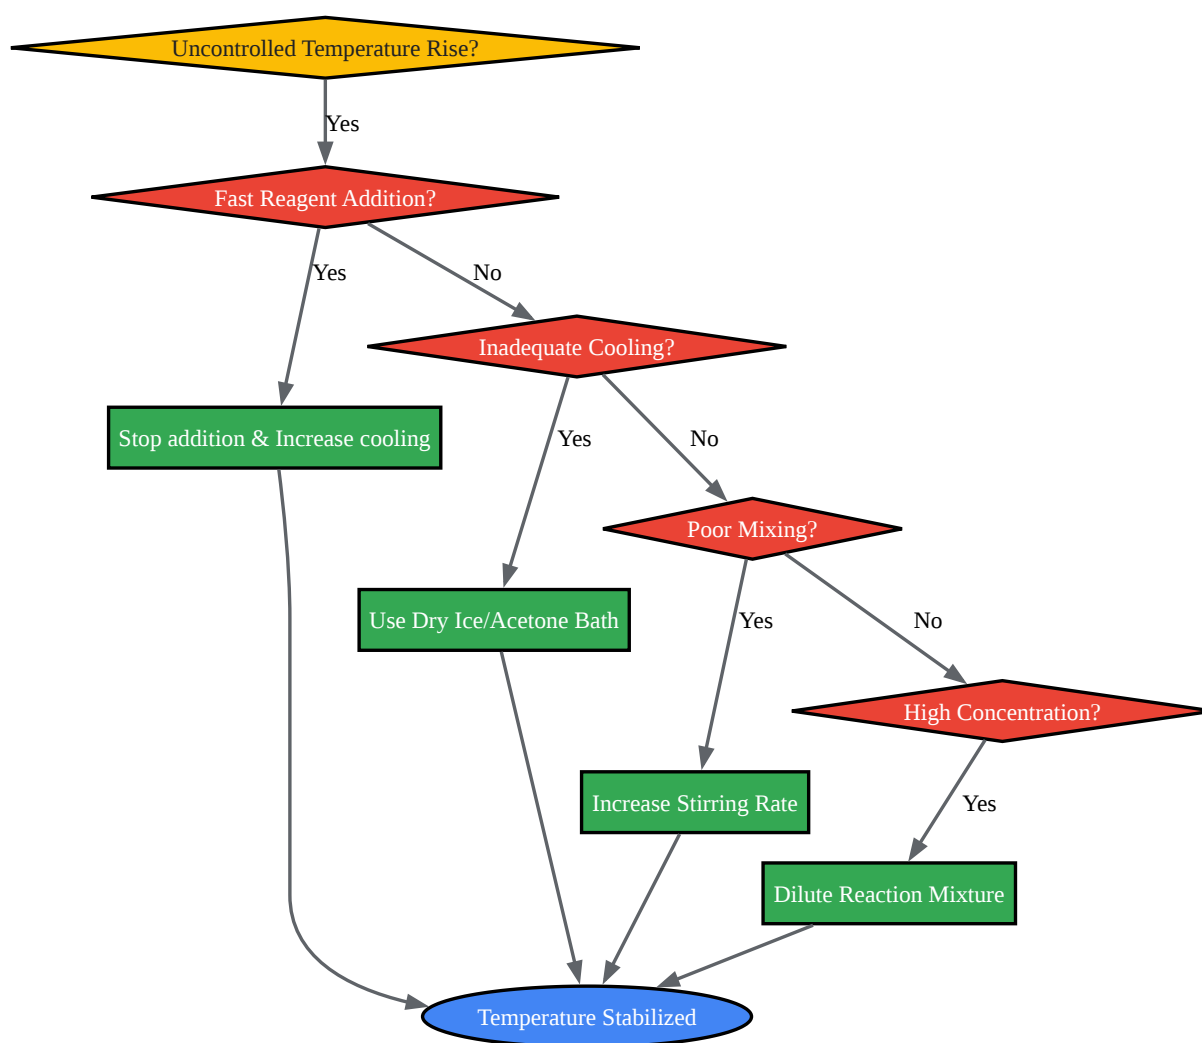 Uncontrolled Temperature Rise?
Yes
Fast Reagent Addition?
Yes
No
Inadequate Cooling?
Stop addition & Increase cooling
Yes
No
Poor Mixing?
Use Dry Ice/Acetone Bath
Yes
No
High Concentration?
Increase Stirring Rate
Yes
Dilute Reaction Mixture
Temperature Stabilized